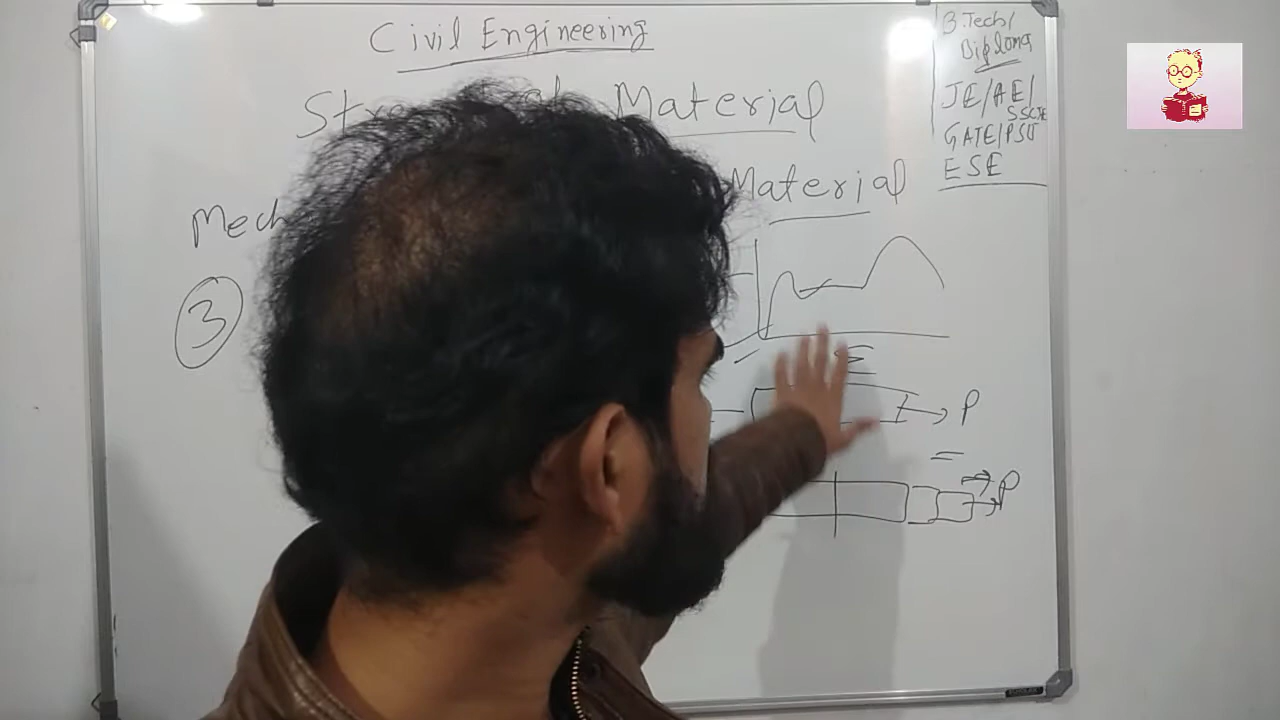 Civil Engineering
Material
Material
Mech
3
B.Tech/
Diploma
JE/AE/
SSCJE
GATE/PSU
ESE
P
P